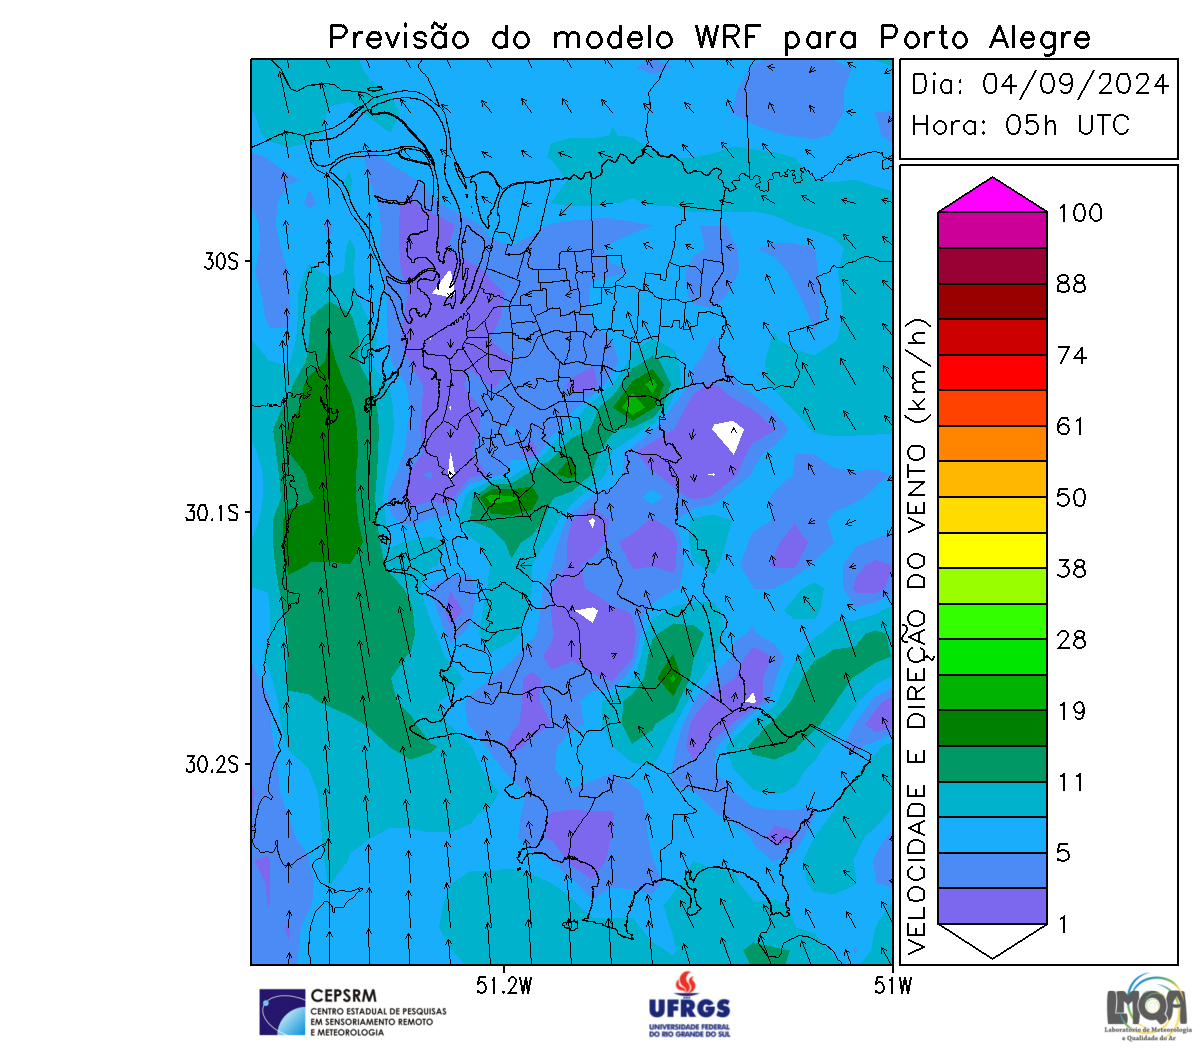 Previsão do modelo WRF para Porto Alegre
Dia: 04/09/2024
Hora: 05h UTC
30S
30.1S
30.2S
51.2W
51W
VELOCIDADE E DIREÇÃO DO VENTO (km/h)
100
88
74
61
50
38
28
19
11
5
1
CEPSRM
CENTRO ESTADUAL DE PESQUISAS
EM SENSORIAMENTO REMOTO
E METEOROLOGIA
UFRGS
UNIVERSIDADE FEDERAL
DO RIO GRANDE DO SUL
LMQA
Laboratório de Meteorologia
e Qualidade do Ar